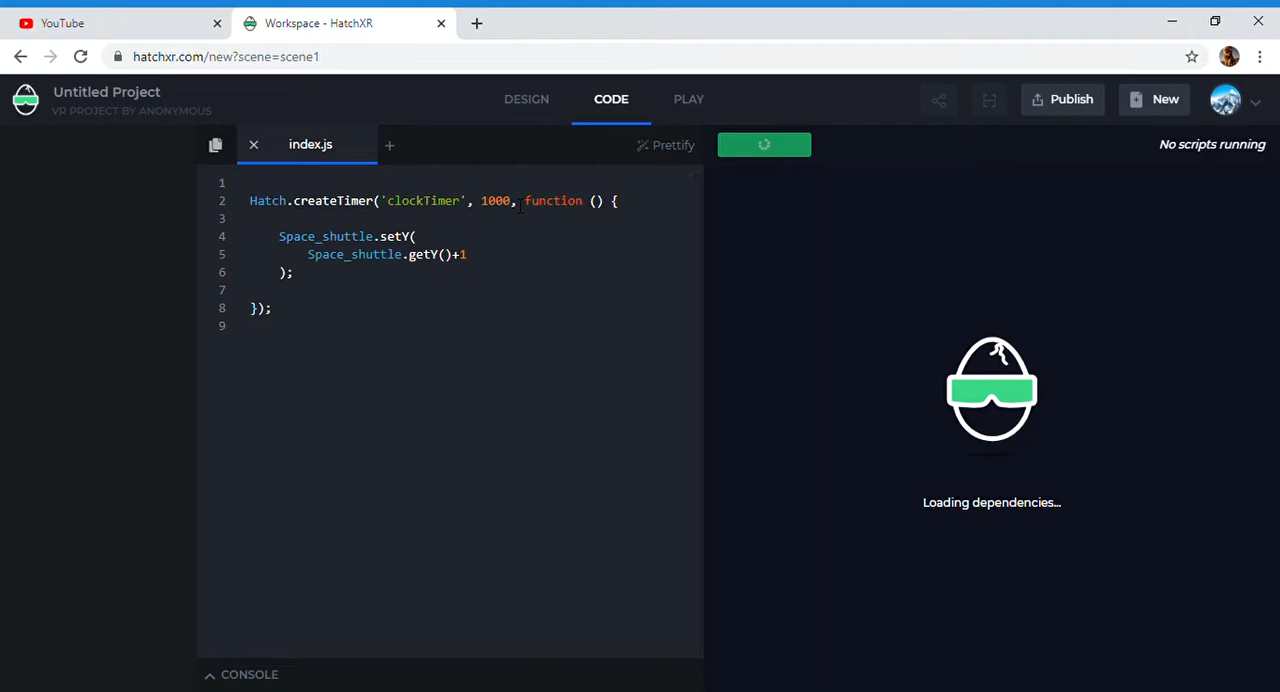 YouTube
Workspace - HatchXR
hatchxr.com/new?scene=scene1
Untitled Project
VR PROJECT BY ANONYMOUS
DESIGN
CODE
PLAY
Publish
New
index.js
Prettify
No scripts running
1
2 Hatch.createTimer('clockTimer', 1000, function () {
3
4 Space_shuttle.setY(
5 Space_shuttle.getY()+1
6 );
7
8 });
9
Loading dependencies...
CONSOLE